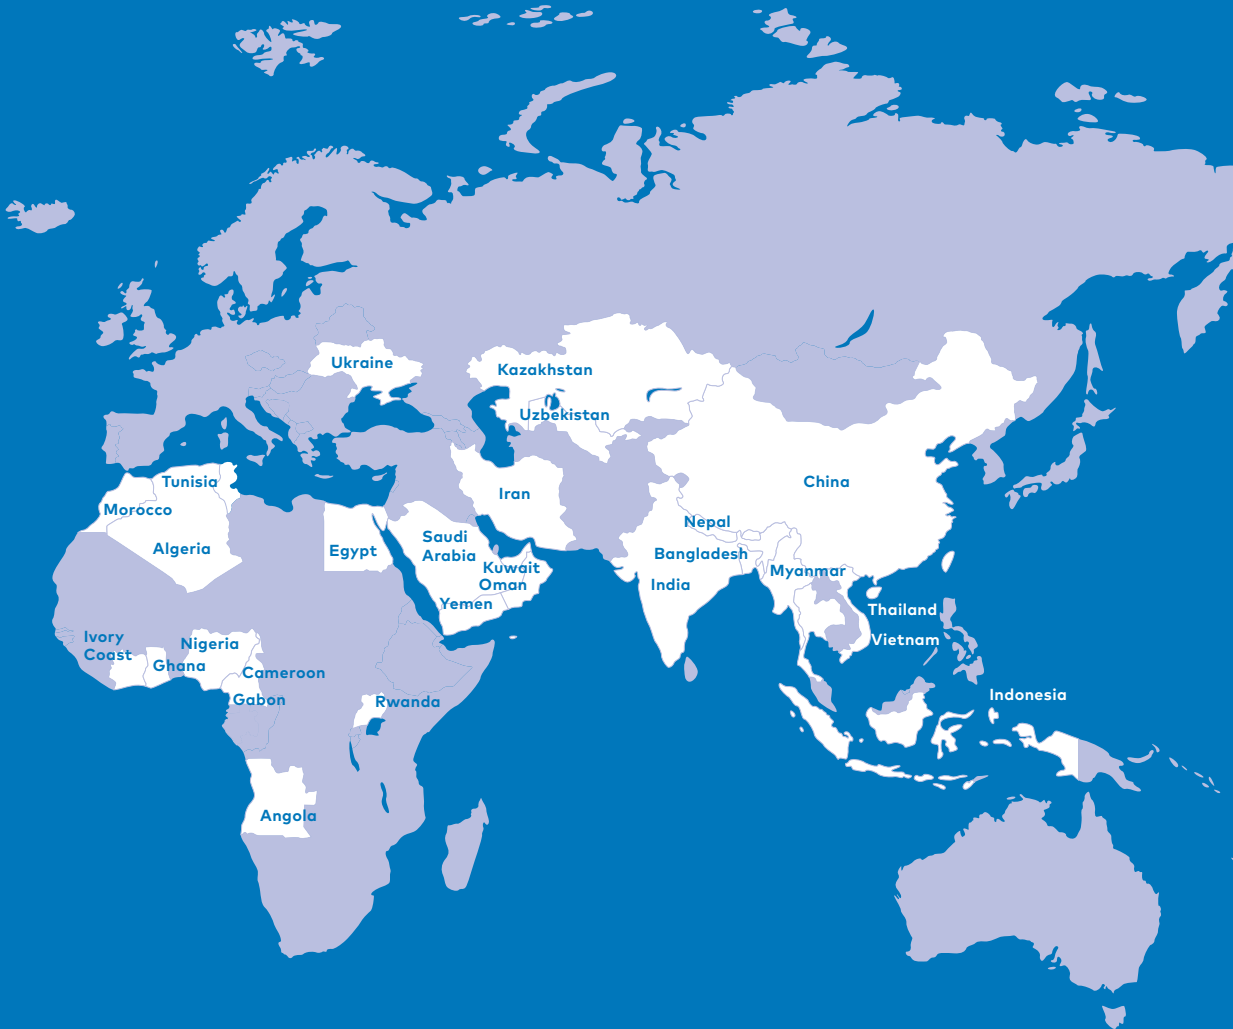 Ukraine
Kazakhstan
Uzbekistan
China
Tunisia
Iran
Morocco
Nepal
Saudi
Arabia
Algeria
Egypt
Bangladesh
Kuwait
Myanmar
Oman
India
Yemen
Thailand
Ivory
Coast
Nigeria
Vietnam
Ghana
Cameroon
Gabon
Rwanda
Indonesia
Angola